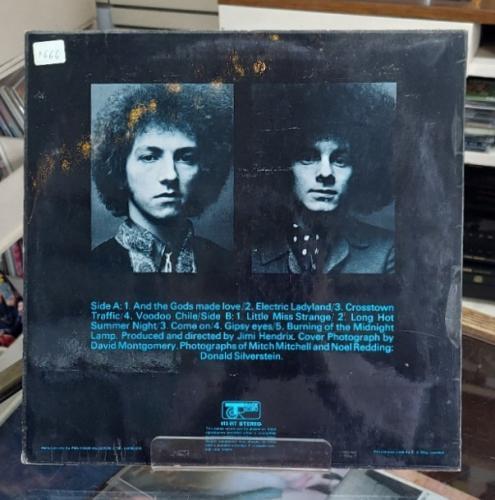 Side A: 1. And the Gods made love/2. Electric Ladyland/3. Crosstown
Traffic/4. Voodoo Chile/Side B: 1. Little Miss Strange/ 2. Long Hot
Summer Night/3. Come on/4. Gipsy eyes/5. Burning of the Midnight
Lamp. Produced and directed by Jimi Hendrix. Cover Photograph by
David Montgomery. Photographs of Mitch Mitchell and Noel Redding:
Donald Silverstein.
TRACK
STEREO